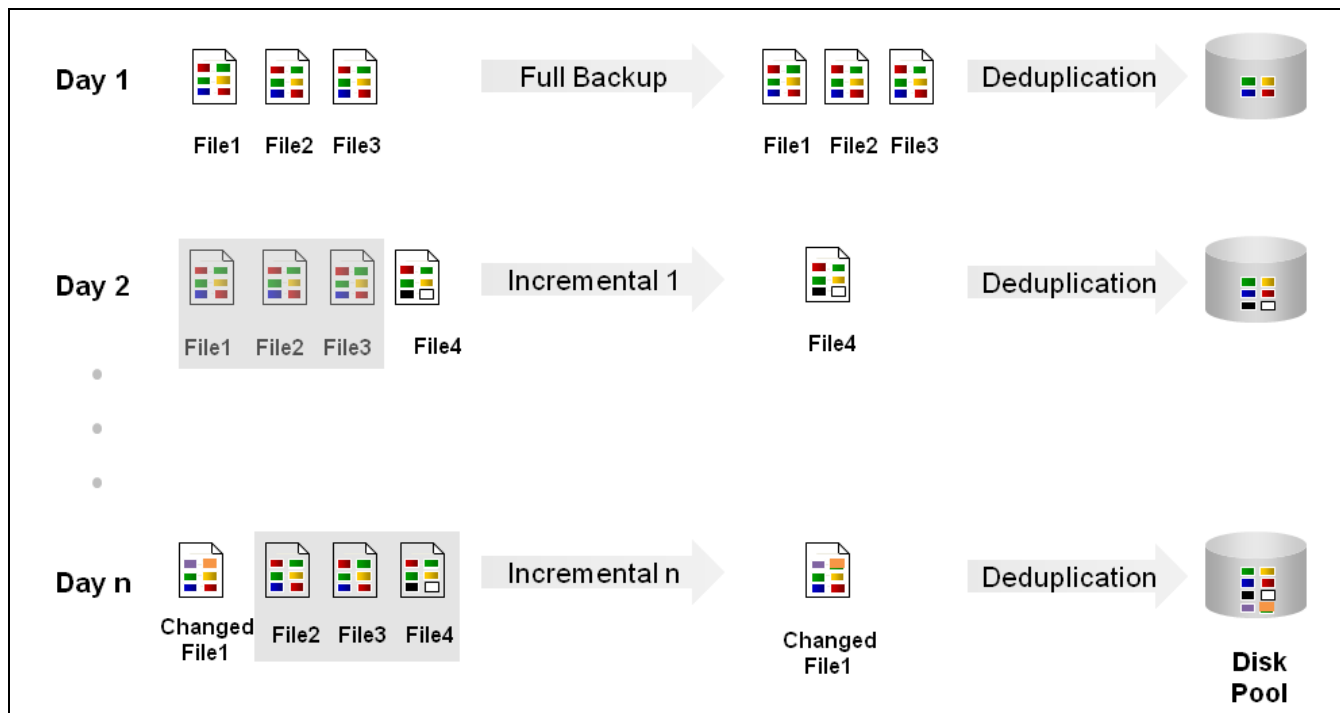 Day 1
Full Backup
Deduplication
File1 File2 File3
File1 File2 File3
Day 2
Incremental 1
Deduplication
File1 File2 File3 File4
File4
Day n
Incremental n
Deduplication
Changed
File1
File2 File3 File4
Changed
File1
Disk
Pool